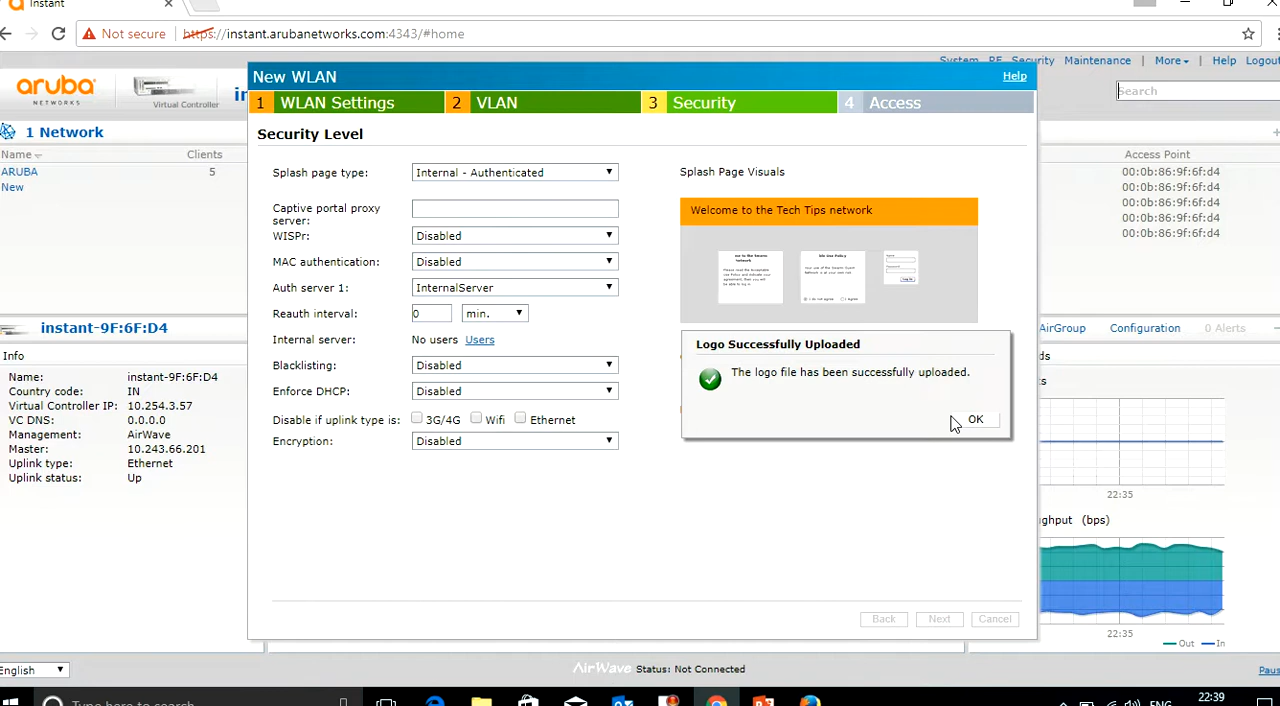 Instant
Not secure https://instant.arubanetworks.com:4343/#home
System RF Security Maintenance More Help Logout
aruba
NETWORKS
Virtual Controller
Search
New WLAN Help
1 WLAN Settings 2 VLAN 3 Security 4 Access
1 Network
Name Clients
ARUBA 5
New
Access Point
00:0b:86:9f:6f:d4
00:0b:86:9f:6f:d4
00:0b:86:9f:6f:d4
00:0b:86:9f:6f:d4
00:0b:86:9f:6f:d4
Security Level
Splash page type: Internal - Authenticated
Captive portal proxy
server:
WISPr: Disabled
MAC authentication: Disabled
Auth server 1: InternalServer
Reauth interval: 0 min.
Internal server: No users Users
Blacklisting: Disabled
Enforce DHCP: Disabled
Disable if uplink type is: 3G/4G Wifi Ethernet
Encryption: Disabled
Splash Page Visuals
Welcome to the Tech Tips network
Logo Successfully Uploaded
The logo file has been successfully uploaded.
OK
Back Next Cancel
instant-9F:6F:D4
Info
Name: instant-9F:6F:D4
Country code: IN
Virtual Controller IP: 10.254.3.57
VC DNS: 0.0.0.0
Management: AirWave
Master: 10.243.66.201
Uplink type: Ethernet
Uplink status: Up
AirGroup Configuration 0 Alerts
22:35
(bps)
22:35
Out In
English
AirWave Status: Not Connected
Type here to search
ENG
22:39